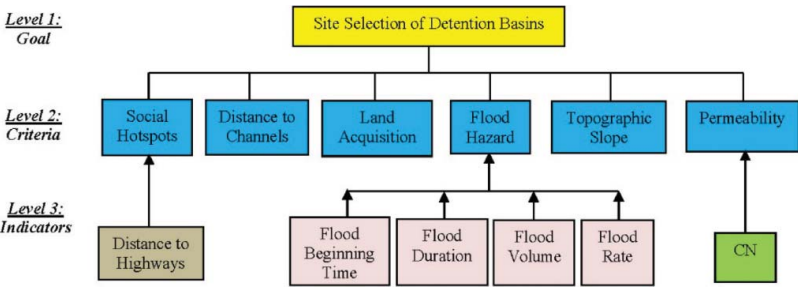 Level 1:
Goal
Site Selection of Detention Basins
Level 2:
Criteria
Social
Hotspots
Distance to
Channels
Land
Acquisition
Flood
Hazard
Topographic
Slope
Permeability
Level 3:
Indicators
Distance to
Highways
Flood
Beginning
Time
Flood
Duration
Flood
Volume
Flood
Rate
CN